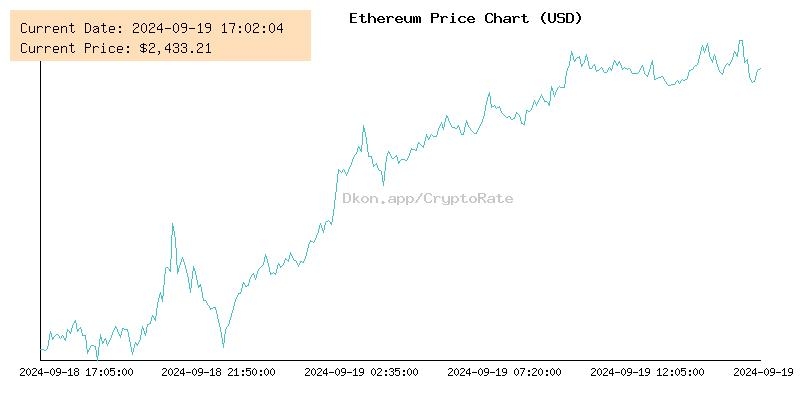 Ethereum Price Chart (USD)
Current Date: 2024-09-19 17:02:04
Current Price: $2,433.21
Dkon.app/CryptoRate
2024-09-18 17:05:00 2024-09-18 21:50:00 2024-09-19 02:35:00 2024-09-19 07:20:00 2024-09-19 12:05:00 2024-09-19